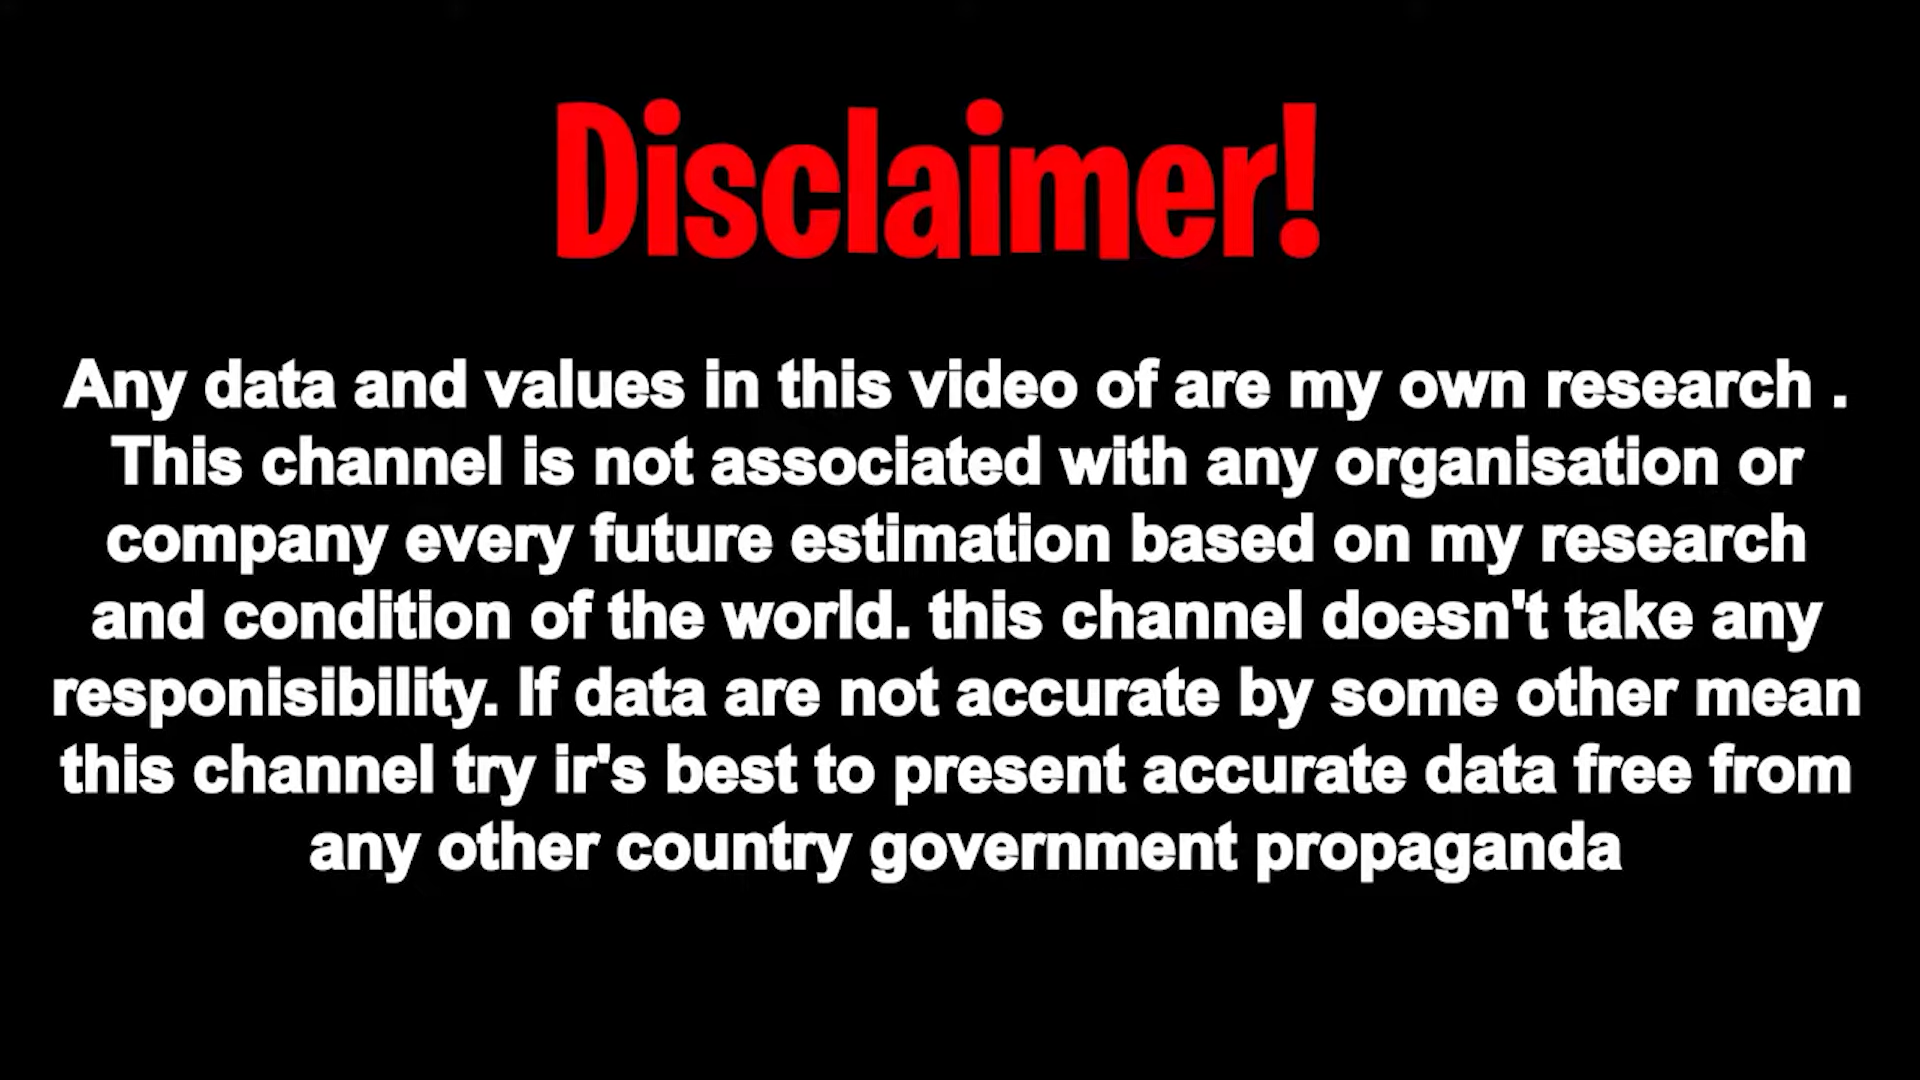 Disclaimer!
Any data and values in this video of are my own research .
This channel is not associated with any organisation or
company every future estimation based on my research
and condition of the world. this channel doesn't take any
responisibility. If data are not accurate by some other mean
this channel try ir's best to present accurate data free from
any other country government propaganda